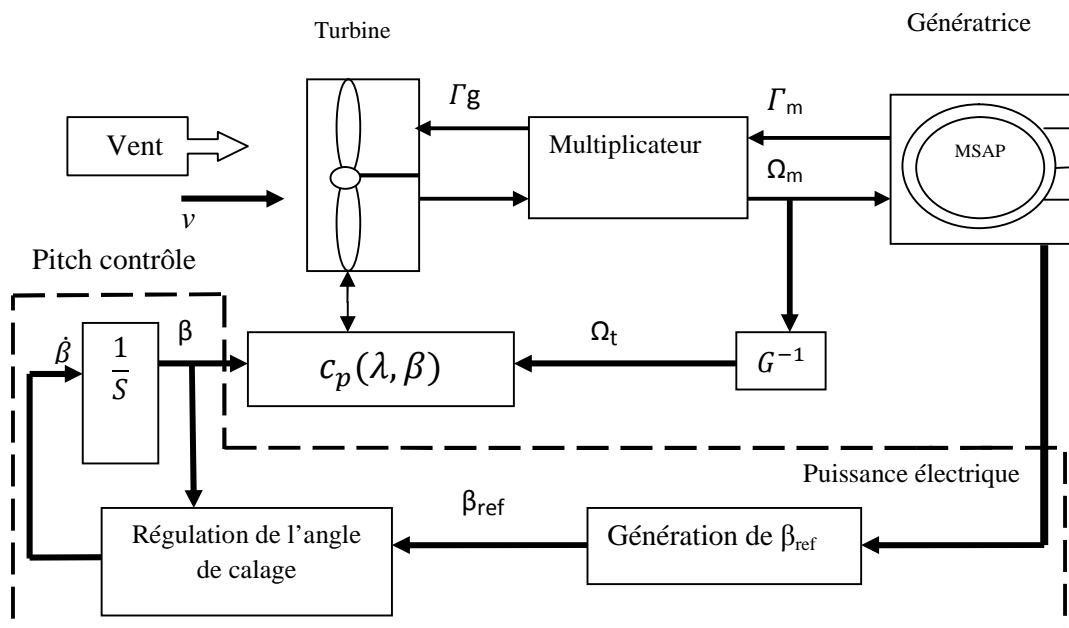 Turbine
Génératrice
Vent
v
Γg
Multiplicateur
Γm
Ωm
MSAP
Pitch contrôle
β̇
1
S
β
cp(λ, β)
Ωt
G⁻¹
Puissance électrique
Régulation de l’angle
de calage
βref
Génération de βref